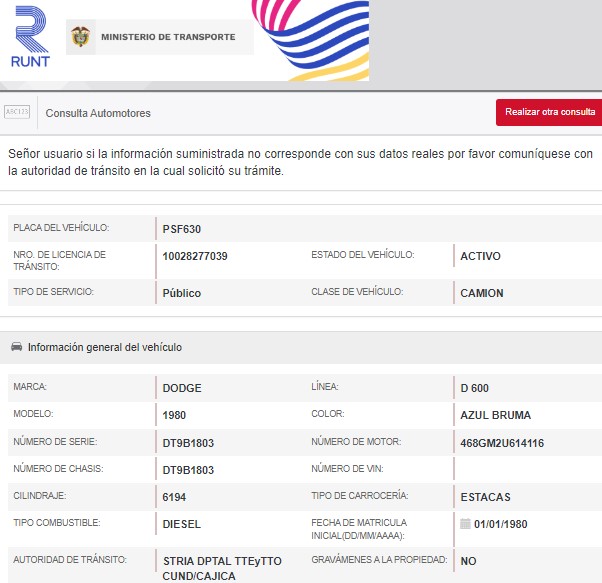 RUNT
MINISTERIO DE TRANSPORTE
ABC123
Consulta Automotores
Realizar otra consulta
Señor usuario si la información suministrada no corresponde con sus datos reales por favor comuníquese con
la autoridad de tránsito en la cual solicitó su trámite.
PLACA DEL VEHÍCULO: PSF630
NRO. DE LICENCIA DE
TRÁNSITO: 10028277039 ESTADO DEL VEHÍCULO: ACTIVO
TIPO DE SERVICIO: Público CLASE DE VEHÍCULO: CAMION
Información general del vehículo
MARCA: DODGE LÍNEA: D 600
MODELO: 1980 COLOR: AZUL BRUMA
NÚMERO DE SERIE: DT9B1803 NÚMERO DE MOTOR: 468GM2U614116
NÚMERO DE CHASIS: DT9B1803 NÚMERO DE VIN:
CILINDRAJE: 6194 TIPO DE CARROCERÍA: ESTACAS
TIPO COMBUSTIBLE: DIESEL FECHA DE MATRICULA
INICIAL(DD/MM/AAAA): 01/01/1980
AUTORIDAD DE TRÁNSITO: STRIA DPTAL TTEyTTO GRAVÁMENES A LA PROPIEDAD: NO
CUND/CAJICA